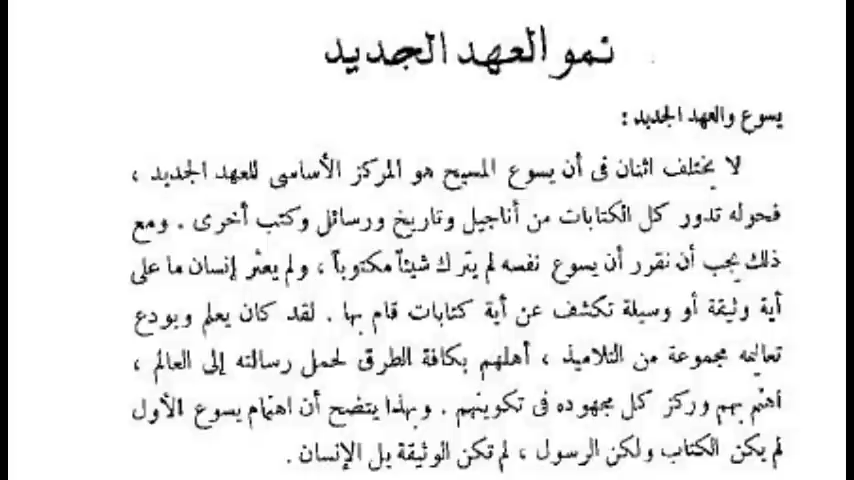 نمو العهد الجديد
يسوع والعهد الجديد :
لا يختلف اثنان فى أن يسوع المسيح هو المركز الأساسى للعهد الجديد ،
فحوله تدور كل الكتابات من أناجيل وتاريخ ورسائل وكتب أخرى . ومع
ذلك يجب أن نقرر أن يسوع نفسه لم يترك شيئاً مكتوباً ، ولم يعثر إنسان ما على
أية وثيقة أو وسيلة تكشف عن أية كتابات قام بها . لقد كان يعلم ويودع
تعاليمه مجموعة من التلاميذ ، أهلهم بكافة الطرق لحمل رسالته إلى العالم ،
اهتم بهم وركز كل مجهوده فى تكوينهم . وبهذا يتضح أن اهتمام يسوع الأول
لم يكن الكتاب ولكن الرسول ، لم تكن الوثيقة بل الإنسان .